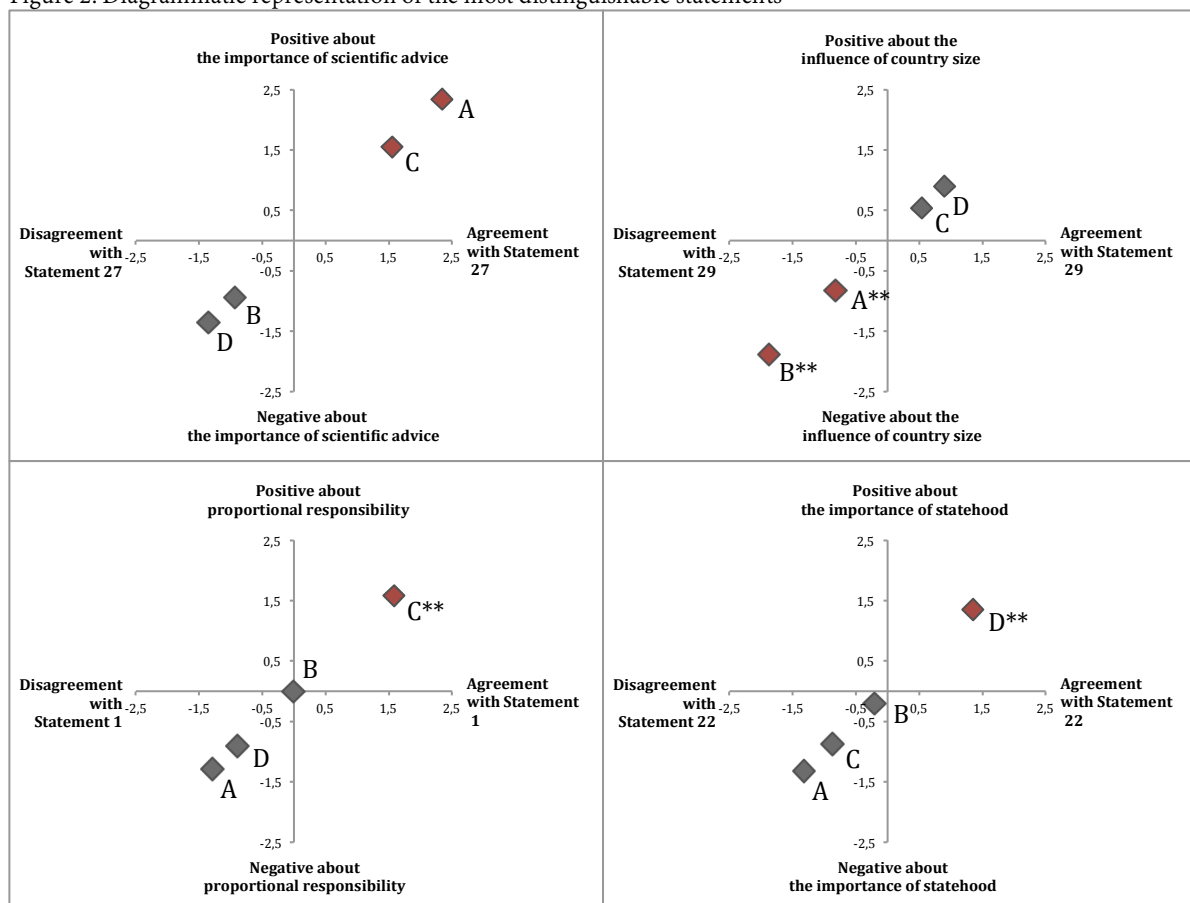 Figure 2: Diagrammatic representation of the most distinguishable statements
Positive about
the importance of scientific advice
2,5
A
1,5
C
0,5
Disagreement
with
Statement 27
-2,5
-1,5
-0,5
0,5
1,5
2,5
Agreement
with Statement
27
-0,5
B
D
-1,5
-2,5
Negative about
the importance of scientific advice
Positive about the
influence of country size
2,5
1,5
0,5
D
C
Disagreement
with
Statement 29
-2,5
-1,5
-0,5
0,5
1,5
2,5
Agreement
with Statement
29
-0,5
A**
-1,5
B**
-2,5
Negative about the
influence of country size
Positive about
proportional responsibility
2,5
1,5
C**
0,5
B
Disagreement
with
Statement 1
-2,5
-1,5
-0,5
0,5
1,5
2,5
Agreement
with Statement
1
-0,5
D
A
-1,5
-2,5
Negative about
proportional responsibility
Positive about
the importance of statehood
2,5
1,5
D**
0,5
Disagreement
with
Statement 22
-2,5
-1,5
-0,5
0,5
1,5
2,5
Agreement
with Statement
22
B
-0,5
C
A
-1,5
-2,5
Negative about
the importance of statehood